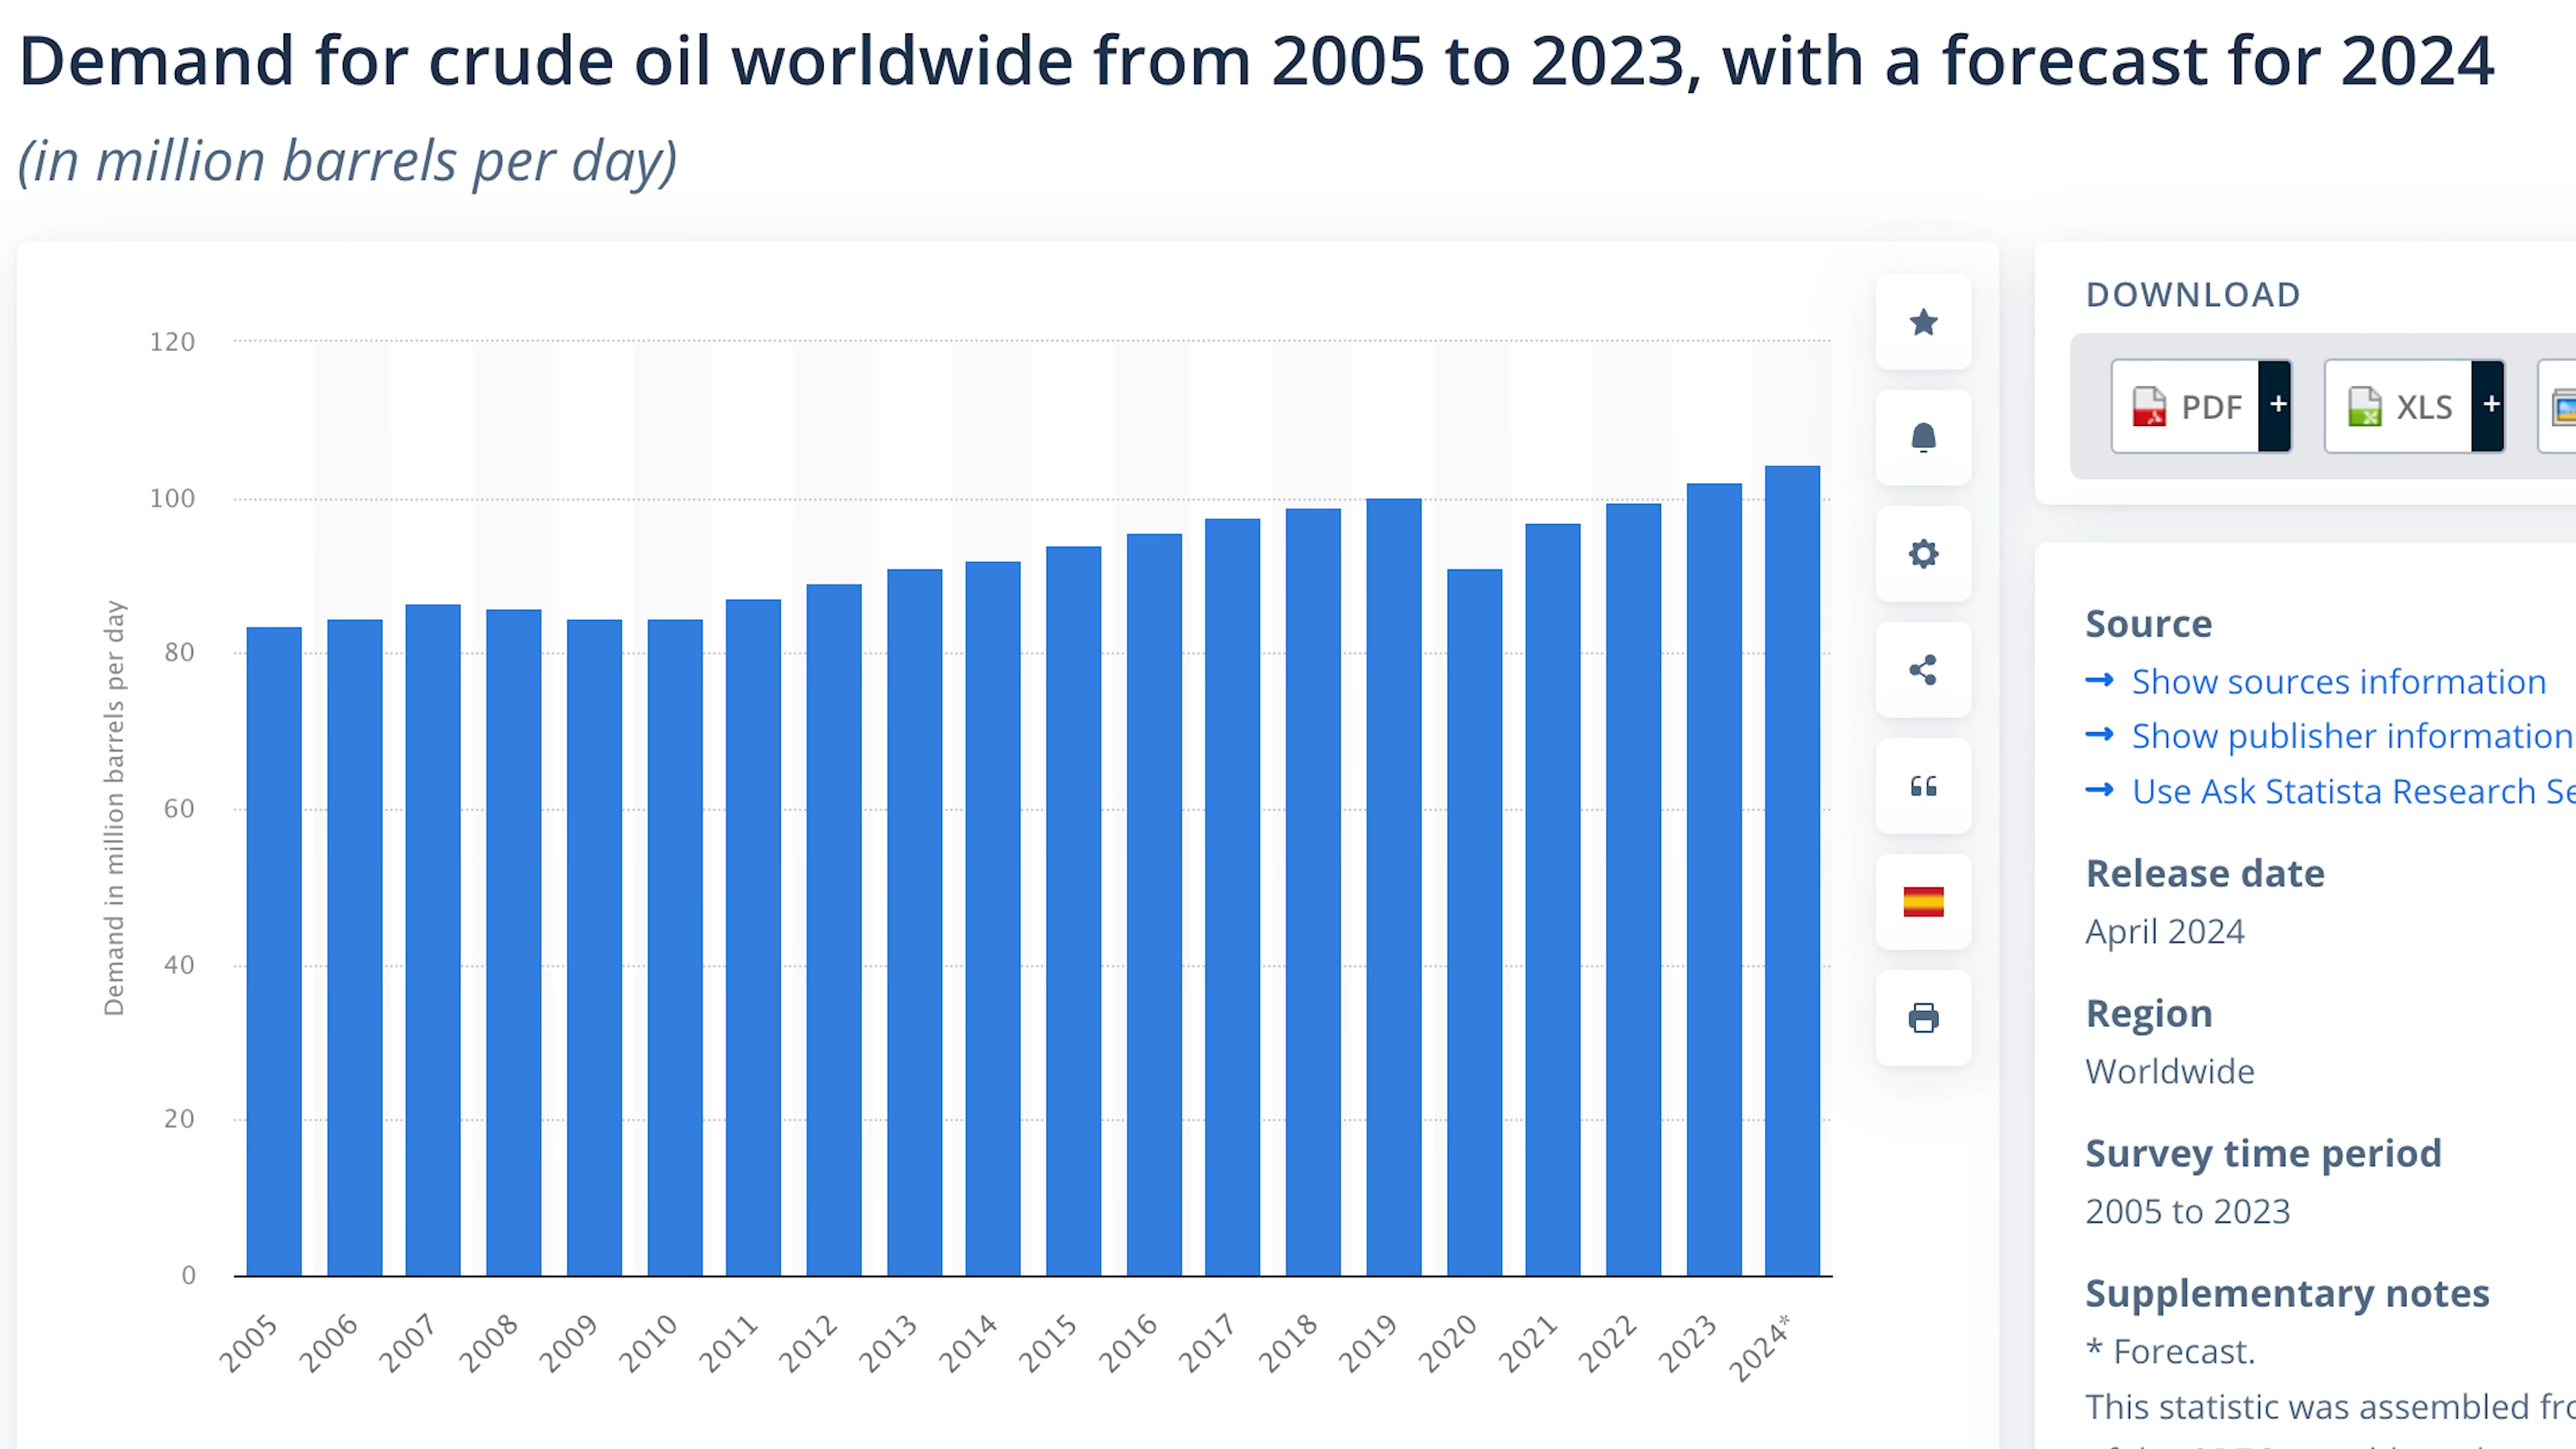 Demand for crude oil worldwide from 2005 to 2023, with a forecast for 2024
(in million barrels per day)
Demand in million barrels per day
120
100
80
60
40
20
0
2005 2006 2007 2008 2009 2010 2011 2012 2013 2014 2015 2016 2017 2018 2019 2020 2021 2022 2023 2024*
DOWNLOAD
PDF + XLS +
Source
→ Show sources information
→ Show publisher information
→ Use Ask Statista Research
Release date
April 2024
Region
Worldwide
Survey time period
2005 to 2023
Supplementary notes
* Forecast.
This statistic was assembled